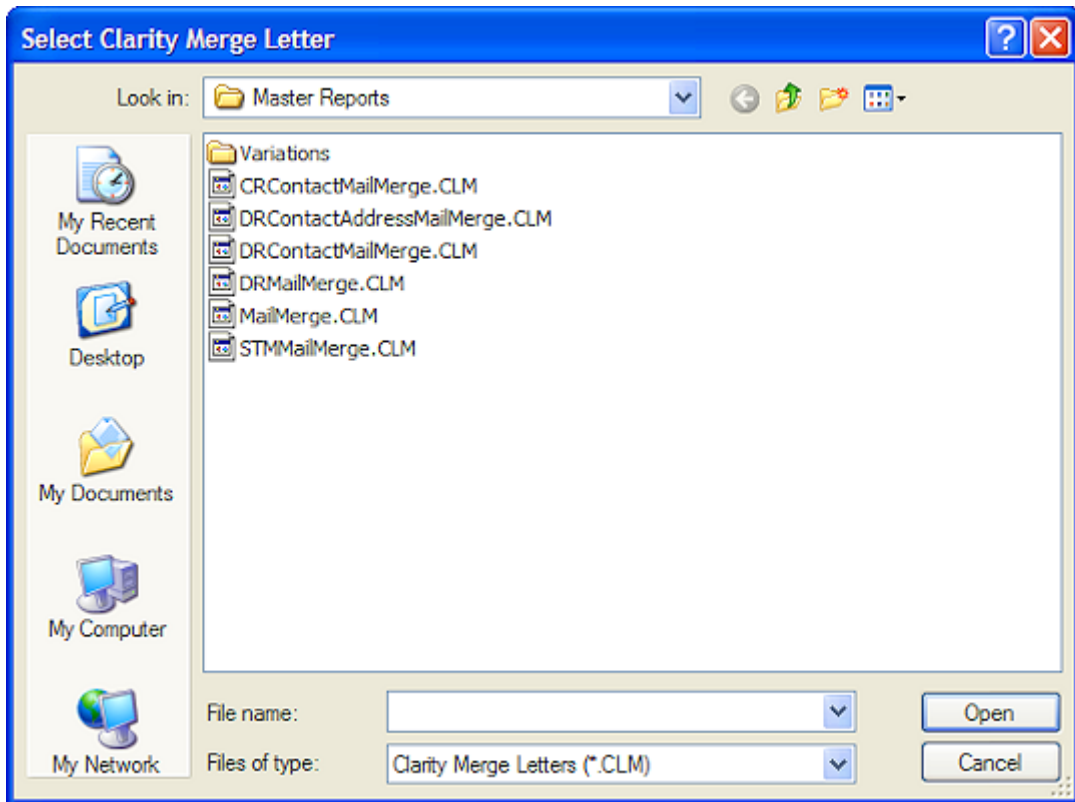 Select Clarity Merge Letter
Look in: Master Reports
My Recent
Documents
Desktop
My Documents
My Computer
My Network
Variations
CRContactMailMerge.CLM
DRContactAddressMailMerge.CLM
DRContactMailMerge.CLM
DRMailMerge.CLM
MailMerge.CLM
STMMailMerge.CLM
File name: Open
Files of type: Clarity Merge Letters (*.CLM) Cancel